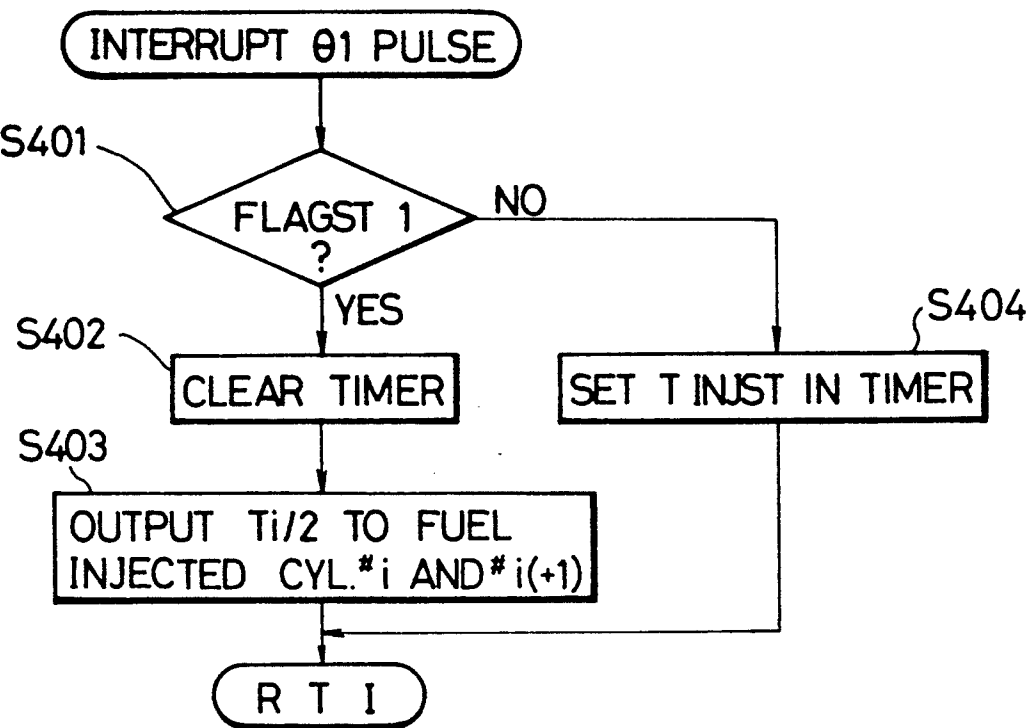 INTERRUPT θ1 PULSE
S401
FLAGST 1
?
NO
YES
S402
CLEAR TIMER
S404
SET T INJST IN TIMER
S403
OUTPUT Ti/2 TO FUEL
INJECTED CYL.#i AND #i(+1)
R T I